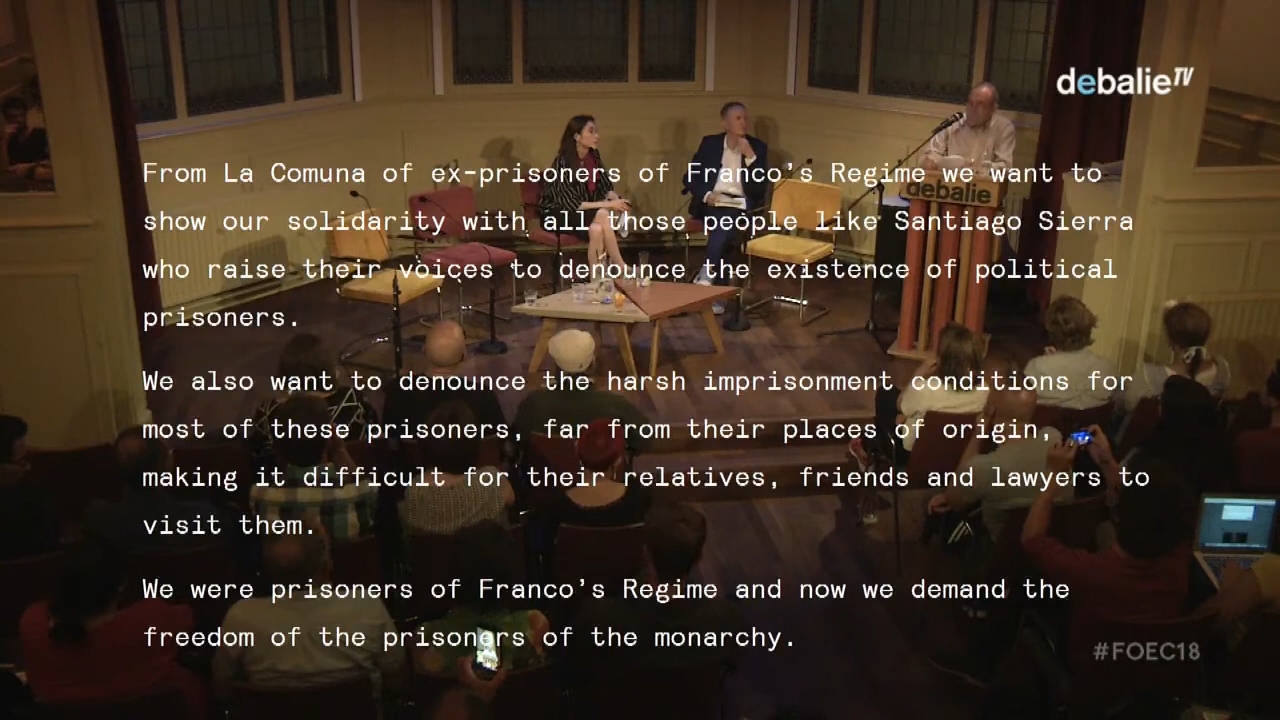 debalieTV
From La Comuna of ex-prisoners of Franco's Regime we want to
show our solidarity with all those people like Santiago Sierra
who raise their voices to denounce the existence of political
prisoners.
We also want to denounce the harsh imprisonment conditions for
most of these prisoners, far from their places of origin,
making it difficult for their relatives, friends and lawyers to
visit them.
We were prisoners of Franco's Regime and now we demand the
freedom of the prisoners of the monarchy.
debalie
#FOEC18